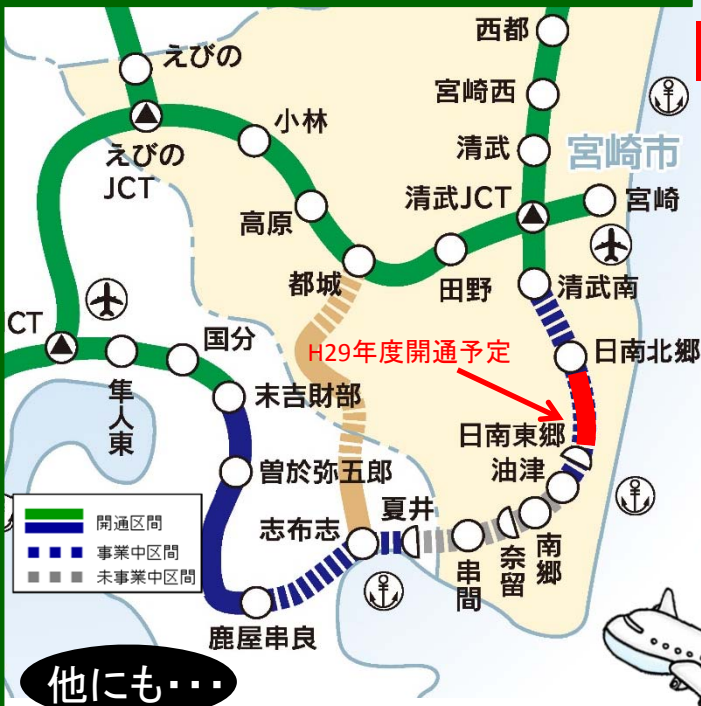 西都
えびの
宮崎西
小林
清武
宮崎市
えびの
JCT
清武JCT
宮崎
高原
都城
田野
清武南
CT
国分
H29年度開通予定
日南北郷
隼人東
末吉財部
日南東郷
油津
曽於弥五郎
夏井
志布志
開通区間
事業中区間
未事業中区間
串間
奈留
南郷
鹿屋串良
他にも・・・